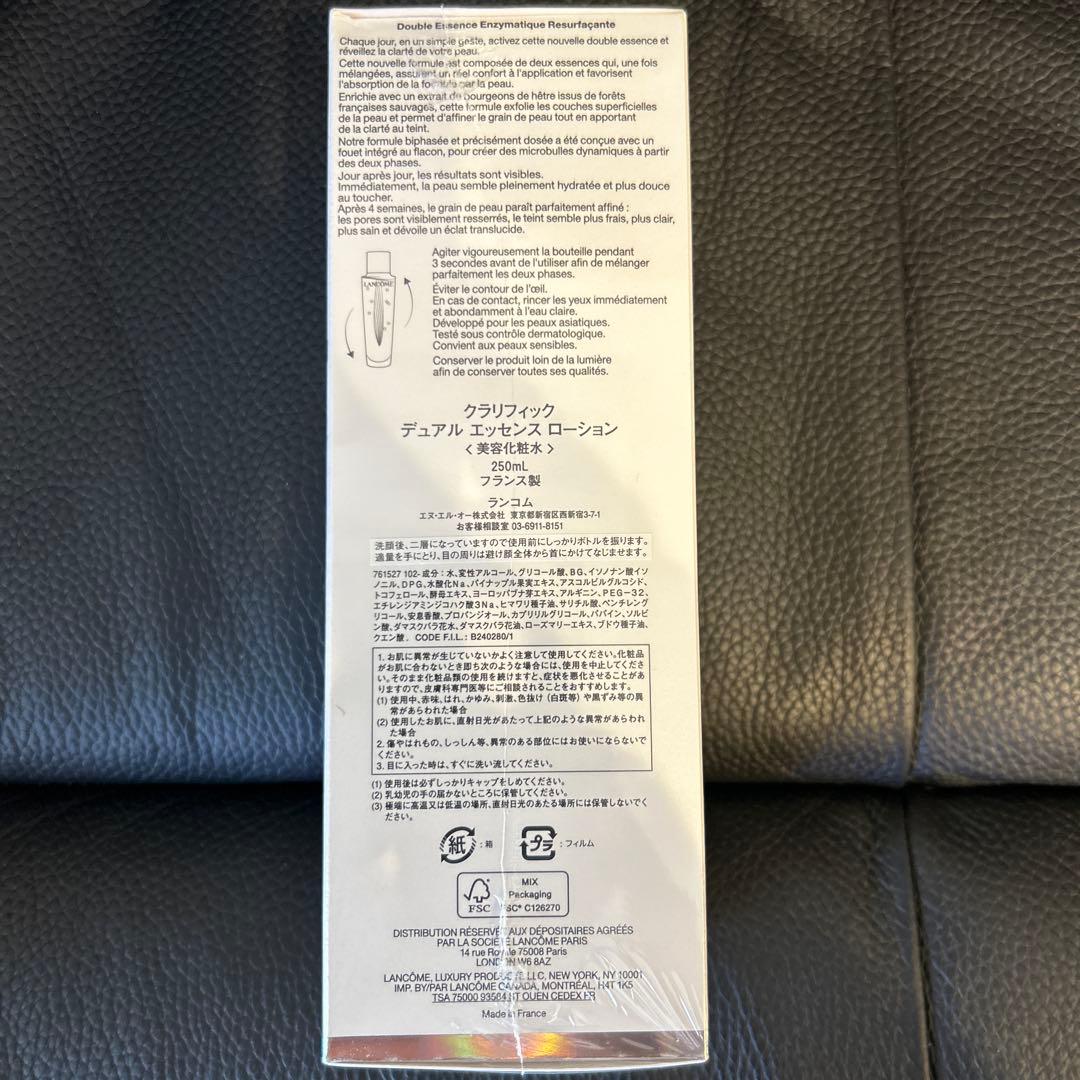 Double Essence Enzymatique Resurfaçante
Chaque jour, en un simple geste, activez cette nouvelle double essence et
réveillez la clarté de votre peau.
Cette nouvelle formule est composée de deux essences qui, une fois
mélangées, assurent un réel confort à l'application et favorisent
l'absorption de la formule par la peau.
Enrichie avec un extrait de bourgeons de hêtre issus de forêts
françaises sauvages, cette formule exfolie les couches superficielles
de la peau et permet d'affiner le grain de peau tout en apportant
de la clarté au teint.
Notre formule biphasée et précisément dosée a été conçue avec un
fouet intégré au flacon, pour créer des microbulles dynamiques à partir
des deux phases.
Jour après jour, les résultats sont visibles.
Immédiatement, la peau semble pleinement hydratée et plus douce
au toucher.
Après 4 semaines, le grain de peau paraît parfaitement affiné :
les pores sont visiblement resserrés, le teint semble plus frais, plus clair,
plus sain et dévoile un éclat translucide.
LANCÔME
Agiter vigoureusement la bouteille pendant
3 secondes avant de l'utiliser afin de mélanger
parfaitement les deux phases.
Éviter le contour de l'œil.
En cas de contact, rincer les yeux immédiatement
et abondamment à l'eau claire.
Développé pour les peaux asiatiques.
Testé sous contrôle dermatologique.
Convient aux peaux sensibles.
Conserver le produit loin de la lumière
afin de conserver toutes ses qualités.
クラリフィック
デュアル エッセンス ローション
〈 美容化粧水 〉
250mL
フランス製
ランコム
エヌ・エル・オー株式会社 東京都新宿区西新宿3-7-1
お客様相談室 03-6911-8151
洗顔後、二層になっていますので使用前にしっかりボトルを振ります。
適量を手にとり、目の周りは避け顔全体から首にかけてなじませます。
761527 102- 成分 : 水、変性アルコール、グリコール酸、BG、イソノナン酸イソ
ノニル、DPG、水酸化Na、パイナップル果実エキス、アスコルビルグルコシド、
トコフェロール、酵母エキス、ヨーロッパブナ芽エキス、アルギニン、PEG-32、
エチレンジアミンジコハク酸3Na、ヒマワリ種子油、サリチル酸、ペンチレング
リコール、安息香酸、プロパンジオール、カプリリルグリコール、パパイン、ソルビ
ン酸、ダマスクバラ花水、ダマスクバラ花油、ローズマリーエキス、ブドウ種子油、
クエン酸. CODE F.I.L. : B240280/1
1. お肌に異常が生じていないかよく注意して使用してください。化粧品
がお肌に合わないとき即ち次のような場合には、使用を中止してくださ
い。そのまま化粧品類の使用を続けますと、症状を悪化させることがあ
りますので、皮膚科専門医等にご相談されることをおすすめします。
(1) 使用中、赤味、はれ、かゆみ、刺激、色抜け (白斑等) や黒ずみ等の異
常があらわれた場合
(2) 使用したお肌に、直射日光があたって上記のような異常があらわれ
た場合
2. 傷やはれもの、しっしん等、異常のある部位にはお使いにならないで
ください。
3. 目に入った時は、すぐに洗い流してください。
(1) 使用後は必ずしっかりキャップをしめてください。
(2) 乳幼児の手の届かないところに保管してください。
(3) 極端に高温又は低温の場所、直射日光のあたる場所には保管しないでく
ださい。
紙 : 箱 プラ : フィルム
FSC MIX
Packaging
FSC® C126270
DISTRIBUTION RÉSERVÉE AUX DÉPOSITAIRES AGRÉÉS
PAR LA SOCIÉTÉ LANCÔME PARIS
14 rue Royale 75008 Paris
LONDON W6 8AZ
LANCÔME, LUXURY PRODUCTS LLC, NEW YORK, NY 10001
IMP. BY/PAR LANCÔME CANADA, MONTRÉAL, H4T 1K5
TSA 75000 93584 ST OUEN CEDEX FR
Made in France